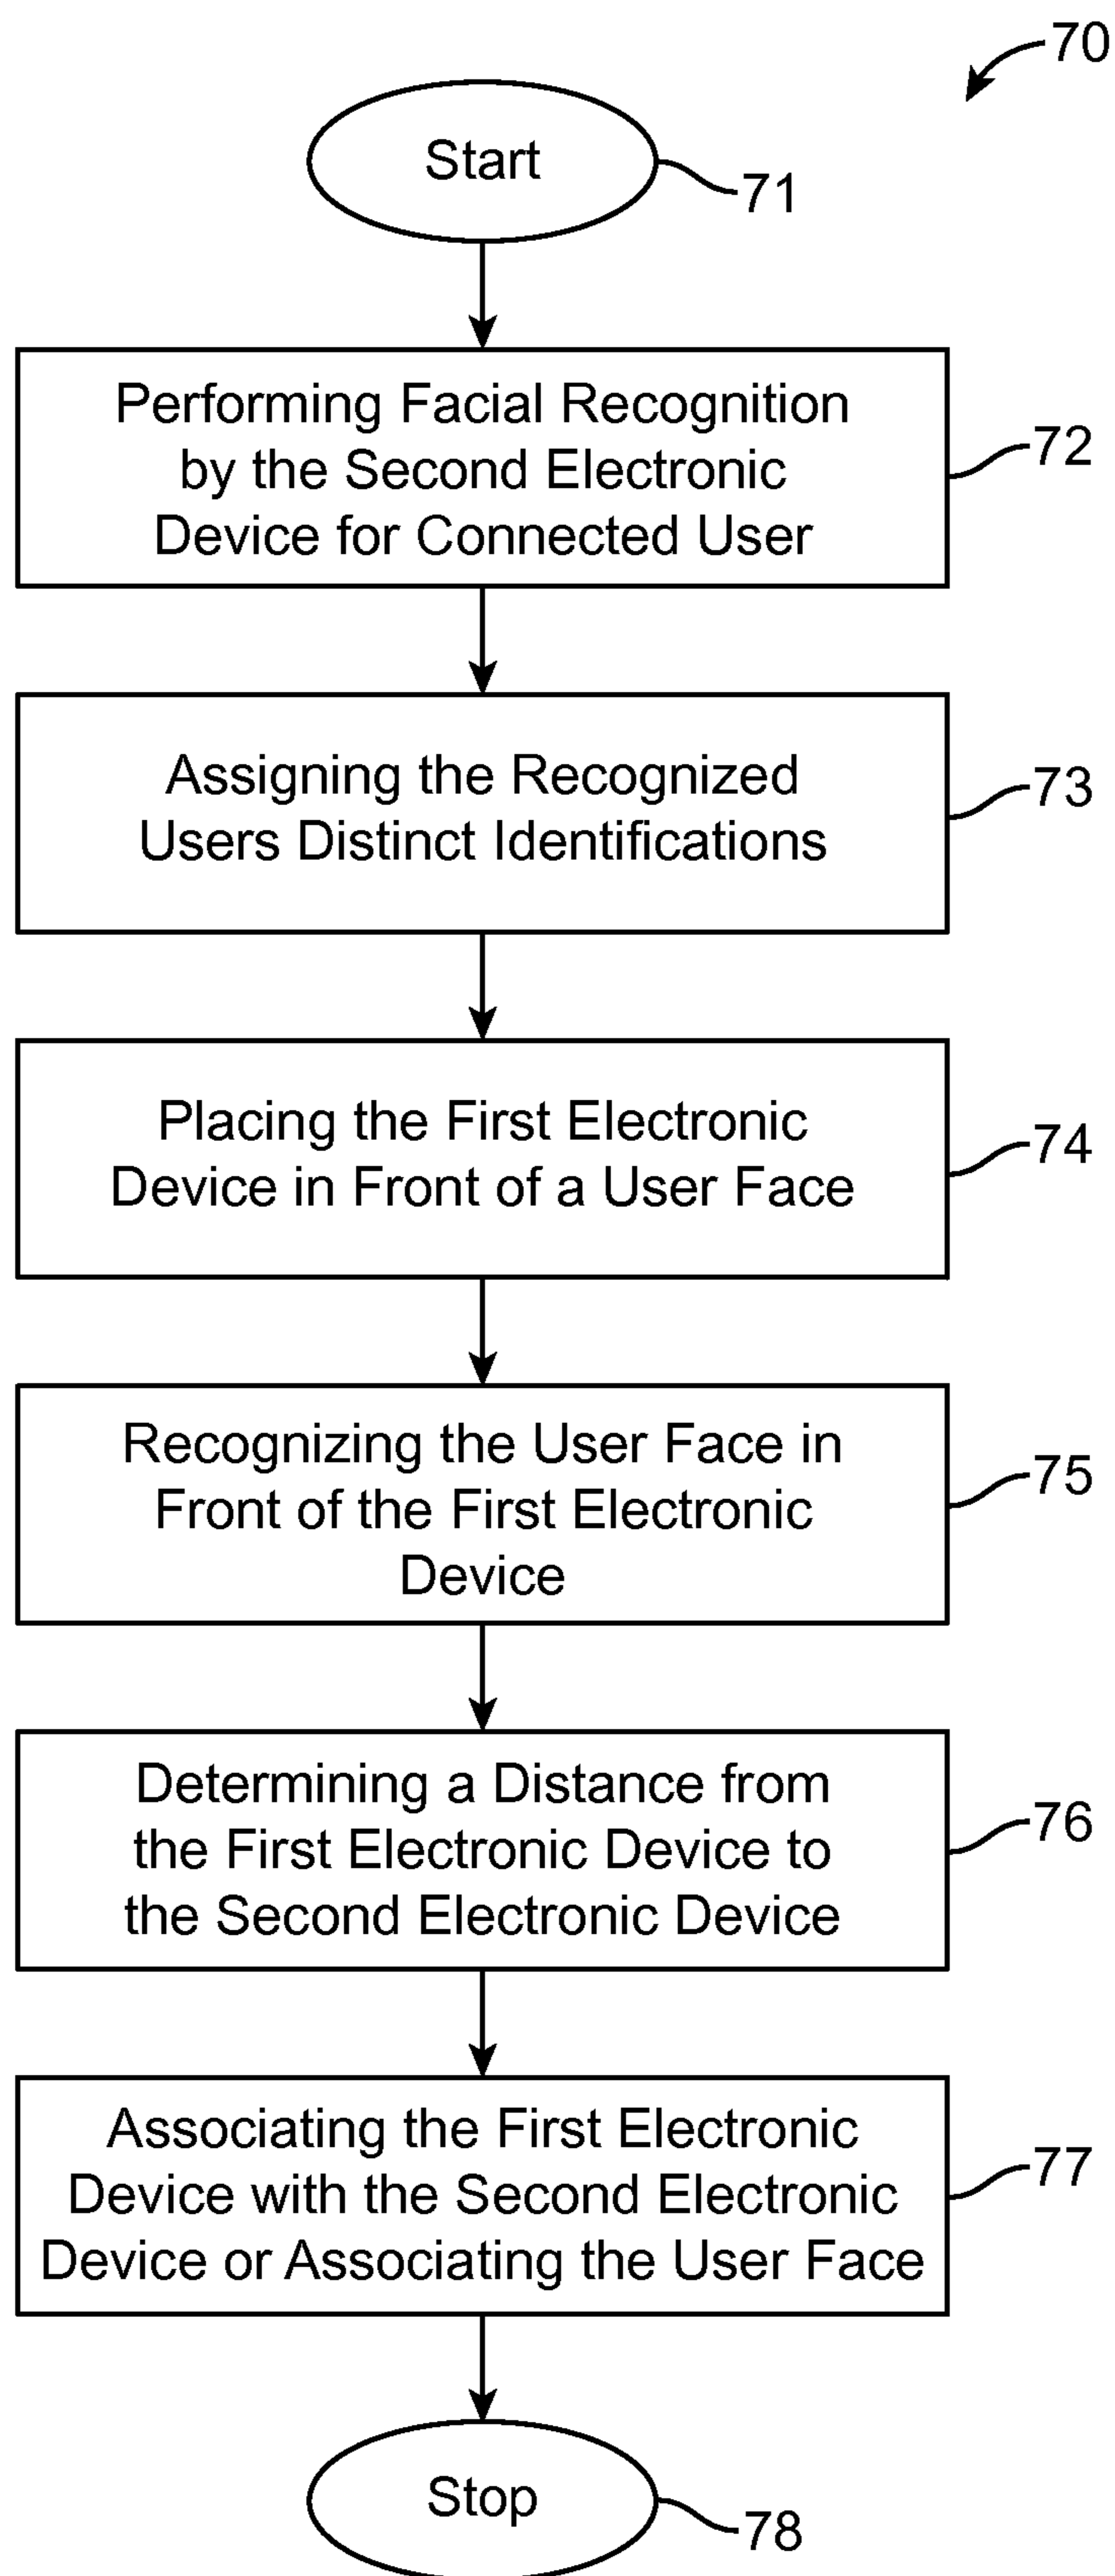 70
Start
71
Performing Facial Recognition
by the Second Electronic
Device for Connected User
72
Assigning the Recognized
Users Distinct Identifications
73
Placing the First Electronic
Device in Front of a User Face
74
Recognizing the User Face in
Front of the First Electronic
Device
75
Determining a Distance from
the First Electronic Device to
the Second Electronic Device
76
Associating the First Electronic
Device with the Second Electronic
Device or Associating the User Face
77
Stop
78